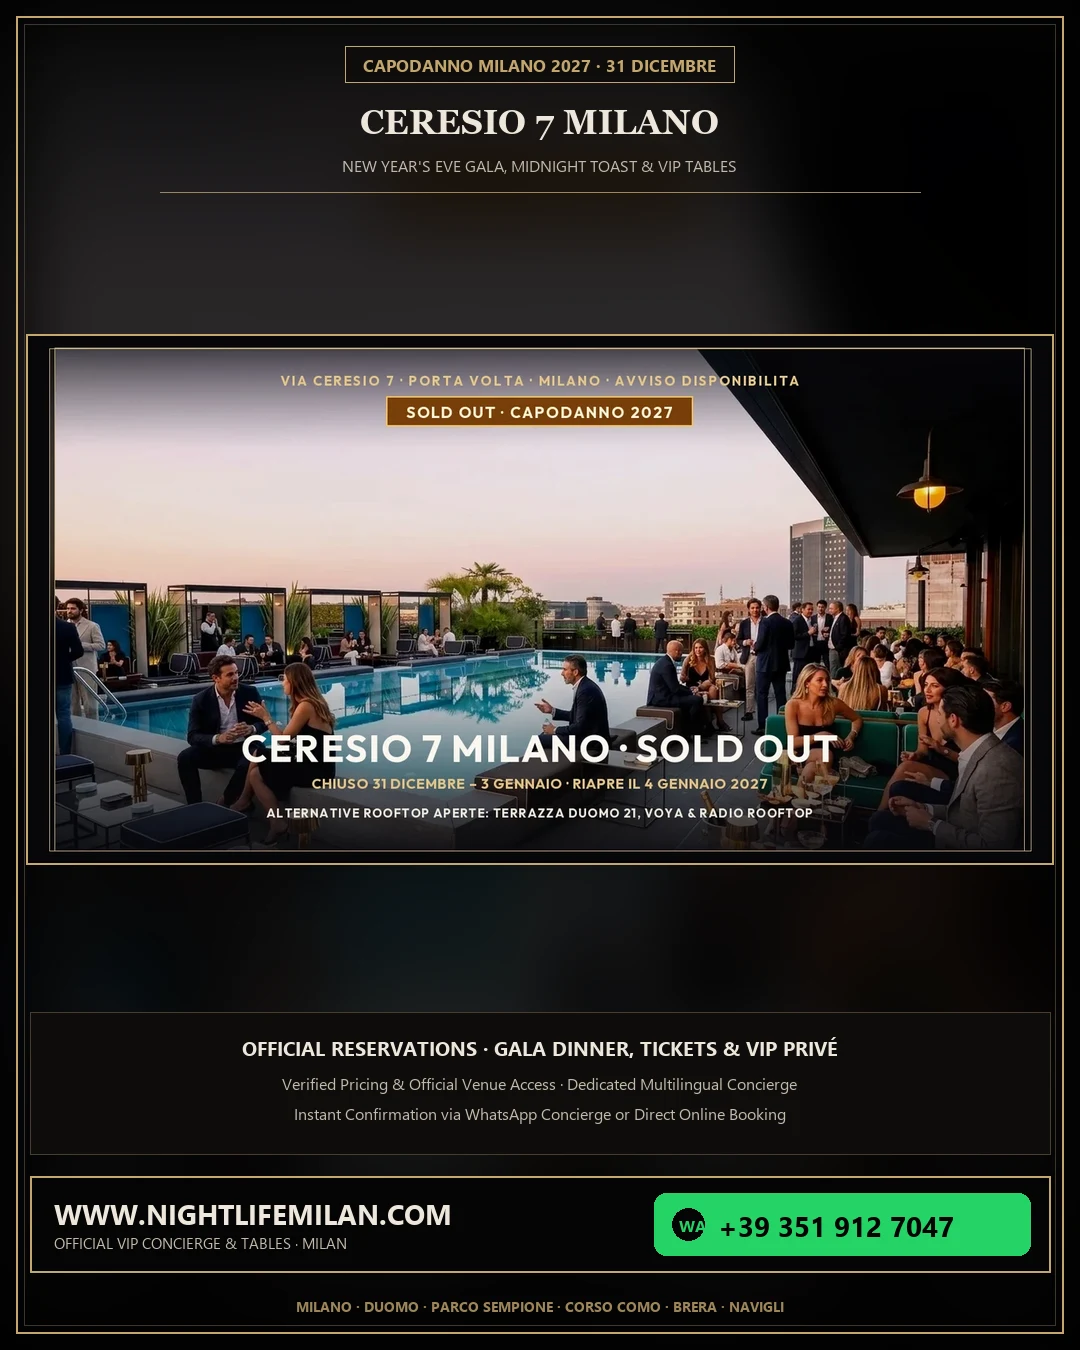 CAPODANNO MILANO 2027 · 31 DICEMBRE
CERESIO 7 MILANO
NEW YEAR'S EVE GALA, MIDNIGHT TOAST & VIP TABLES
VIA CERESIO 7 · PORTA VOLTA · MILANO · AVVISO DISPONIBILITA
SOLD OUT · CAPODANNO 2027
CERESIO 7 MILANO · SOLD OUT
CHIUSO 31 DICEMBRE – 3 GENNAIO · RIAPRE IL 4 GENNAIO 2027
ALTERNATIVE ROOFTOP APERTE: TERRAZZA DUOMO 21, VOYA & RADIO ROOFTOP
OFFICIAL RESERVATIONS · GALA DINNER, TICKETS & VIP PRIVÉ
Verified Pricing & Official Venue Access · Dedicated Multilingual Concierge
Instant Confirmation via WhatsApp Concierge or Direct Online Booking
WWW.NIGHTLIFEMILAN.COM
OFFICIAL VIP CONCIERGE & TABLES · MILAN
WA +39 351 912 7047
MILANO · DUOMO · PARCO SEMPIONE · CORSO COMO · BRERA · NAVIGLI